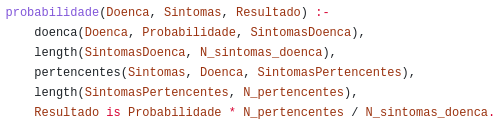 probabilidade(Doenca, Sintomas, Resultado) :-
    doenca(Doenca, Probabilidade, SintomasDoenca),
    length(SintomasDoenca, N_sintomas_doenca),
    pertencentes(Sintomas, Doenca, SintomasPertencentes),
    length(SintomasPertencentes, N_pertencentes),
    Resultado is Probabilidade * N_pertencentes / N_sintomas_doenca.